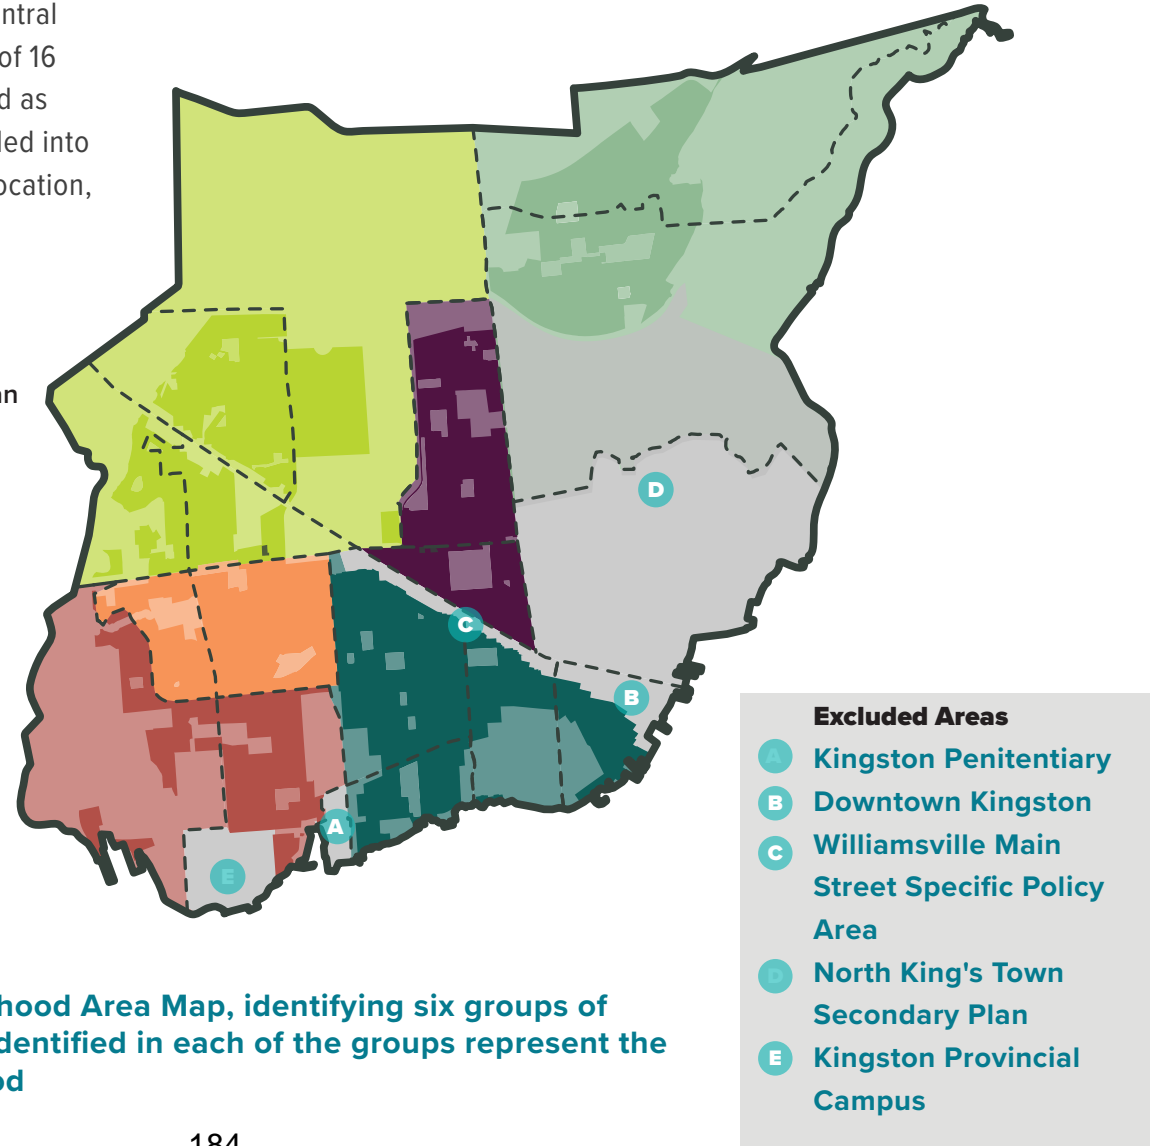 ntral
of 16
d as
led into
ocation,
an
D
C
B
A
E
Excluded Areas
A Kingston Penitentiary
B Downtown Kingston
C Williamsville Main
Street Specific Policy
Area
D North King's Town
Secondary Plan
E Kingston Provincial
Campus
hood Area Map, identifying six groups of
dentified in each of the groups represent the
od
184